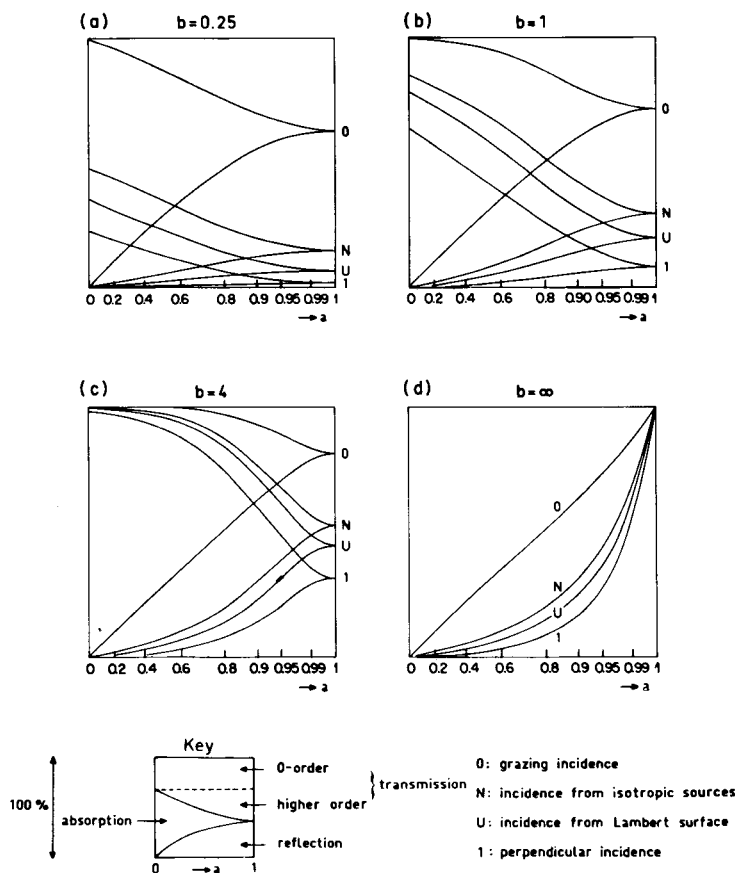 (a) b=0.25
0
N
U
1
0 0.2 0.4 0.6 0.8 0.9 0.95 0.99 1
→ a
(b) b=1
0
N
U
1
0 0.2 0.4 0.6 0.8 0.90 0.95 0.99 1
→ a
(c) b=4
0
N
U
1
0 0.2 0.4 0.6 0.8 0.9 0.95 0.99 1
→ a
(d) b=∞
0
N
U
1
0 0.2 0.4 0.6 0.8 0.9 0.95 0.99 1
→ a
Key
100 %
absorption
0-order
higher order
reflection
transmission
0 → a 1
0: grazing incidence
N: incidence from isotropic sources
U: incidence from Lambert surface
1: perpendicular incidence